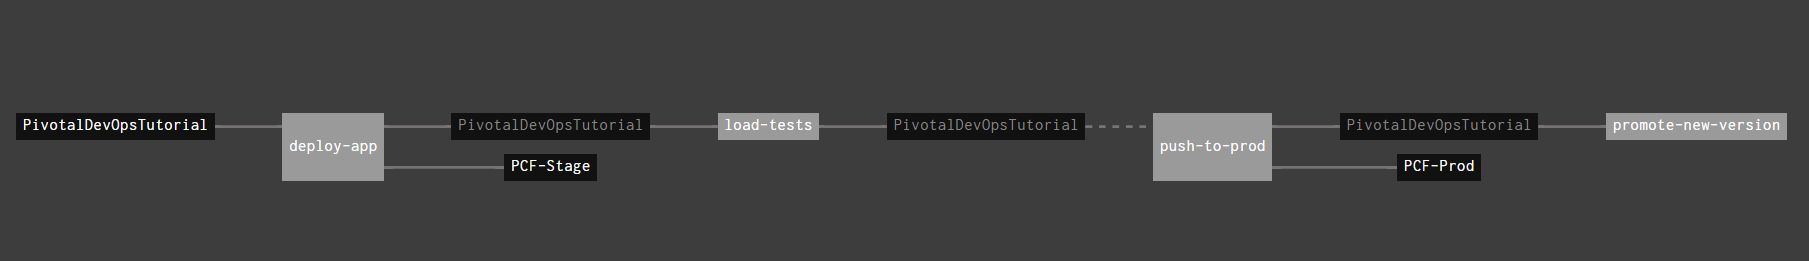 PivotalDevOpsTutorial
deploy-app
PivotalDevOpsTutorial
PCF-Stage
load-tests
PivotalDevOpsTutorial
push-to-prod
PivotalDevOpsTutorial
PCF-Prod
promote-new-version